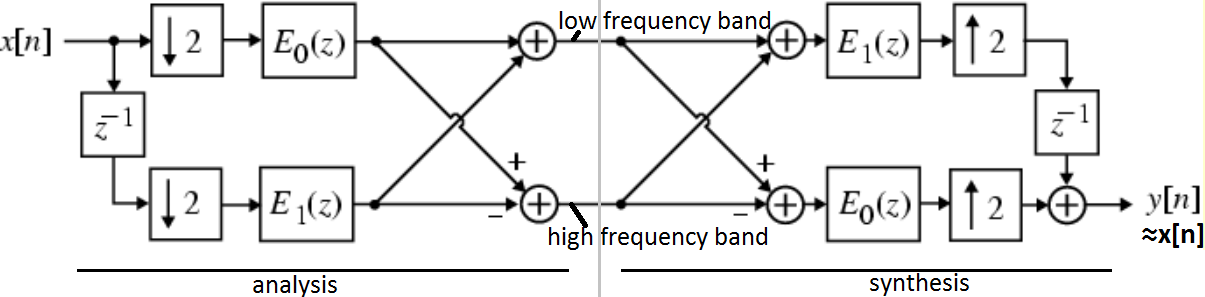 x[n]
↓ 2
E₀(z)
+
low frequency band
+
E₁(z)
↑ 2
z⁻¹
z⁻¹
+
+
↓ 2
E₁(z)
–
+
high frequency band
–
+
E₀(z)
↑ 2
+
y[n]
≈x[n]
analysis
synthesis